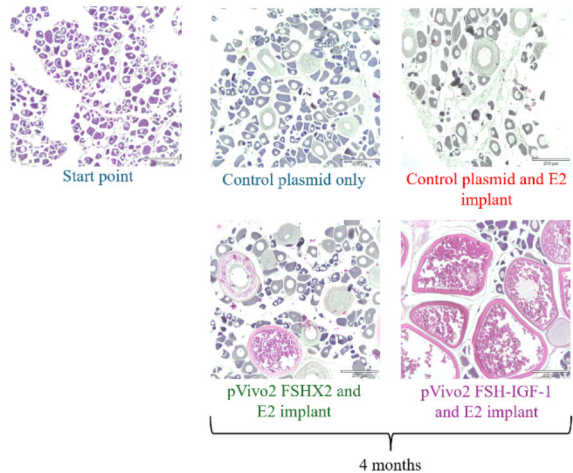 Start point
Control plasmid only
Control plasmid and E2
implant
pVivo2 FSHX2 and
E2 implant
pVivo2 FSH-IGF-1
and E2 implant
4 months